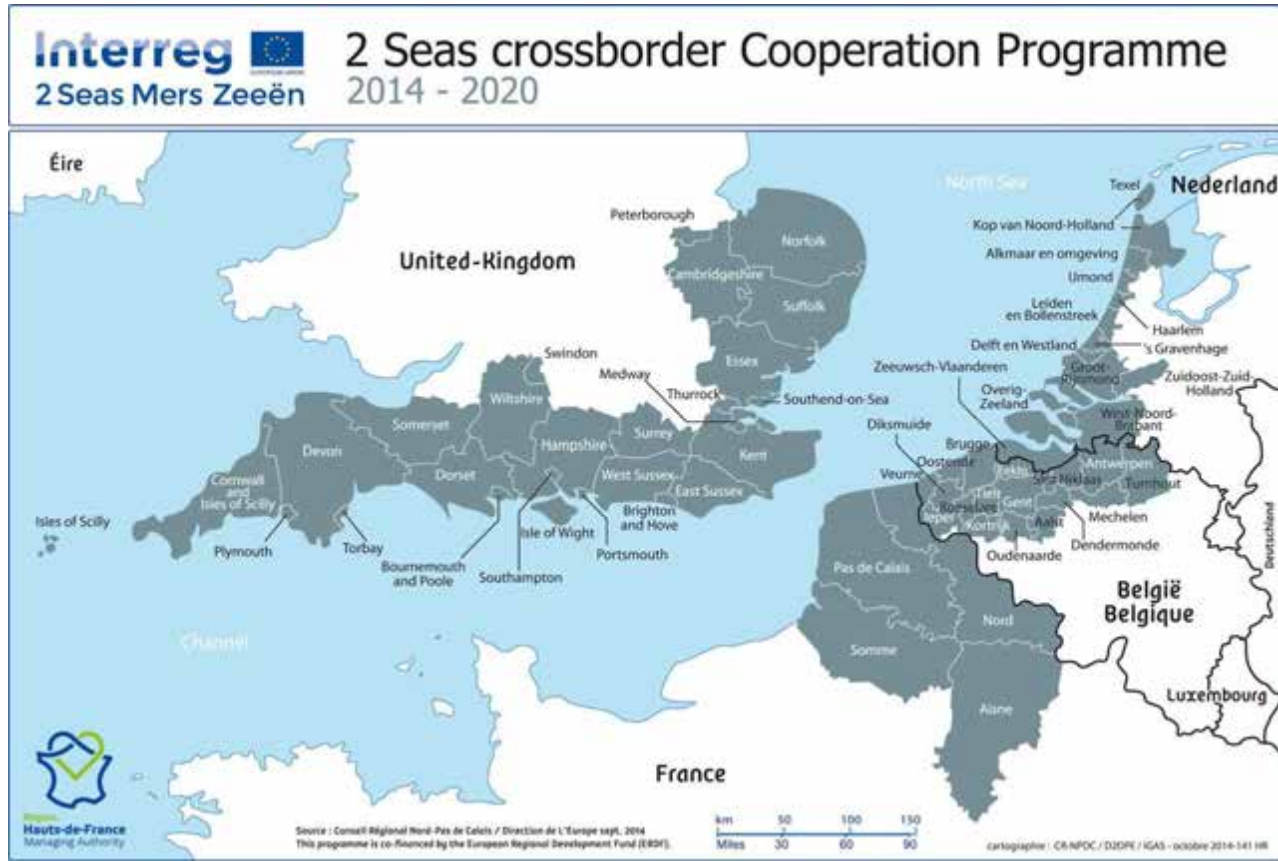 Interreg
EUROPEAN UNION
2 Seas Mers Zeeën
2 Seas crossborder Cooperation Programme
2014 - 2020
Éire
United-Kingdom
North Sea
Nederland
Texel
Kop van Noord-Holland
Alkmaar en omgeving
IJmond
Leiden
en Bollenstreek
Haarlem
Delft en Westland
's Gravenhage
Zeeuwsch-Vlaanderen
Groot-
Rijnmond
Zuidoost-Zuid-
Holland
Overig-
Zeeland
West-Noord-
Brabant
Peterborough
Norfolk
Cambridgeshire
Suffolk
Essex
Swindon
Medway
Thurrock
Southend-on-Sea
Wiltshire
Somerset
Hampshire
Surrey
Kent
Devon
Dorset
West Sussex
East Sussex
Cornwall
and
Isles of Scilly
Isles of Scilly
Plymouth
Torbay
Bournemouth
and Poole
Southampton
Isle of Wight
Portsmouth
Brighton
and Hove
Diksmuide
Brugge
Oostende
Veurne
Eeklo
Sint Niklaas
Antwerpen
Turnhout
Tielt
Roeselare
Gent
Ieper
Kortrijk
Aalst
Mechelen
Dendermonde
Oudenaarde
Pas de Calais
Nord
Somme
Aisne
België
Belgique
Deutschland
Luxembourg
Channel
France
Région
Hauts-de-France
Managing Authority
Source : Conseil Régional Nord-Pas de Calais / Direction de L'Europe sept. 2014
This programme is co-financed by the European Regional Development Fund (ERDF).
km 50 100 150
Miles 30 60 90
cartographie : CR-NPDC / D2DPE / IGAS - octobre 2014-141 HR